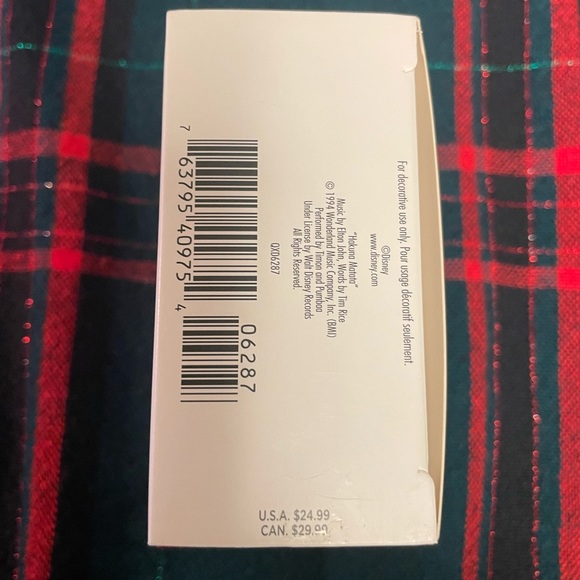 For decorative use only. Pour usage décoratif seulement.
©Disney
www.disney.com
"Hakuna Matata"
Music by Elton John, Words by Tim Rice
© 1994 Wonderland Music Company, Inc. (BMI)
Performed by Timon and Pumbaa
Under License by Walt Disney Records
All Rights Reserved.
QXD6287
7 63795 40975 4
06287
U.S.A. $24.99
CAN. $29.99